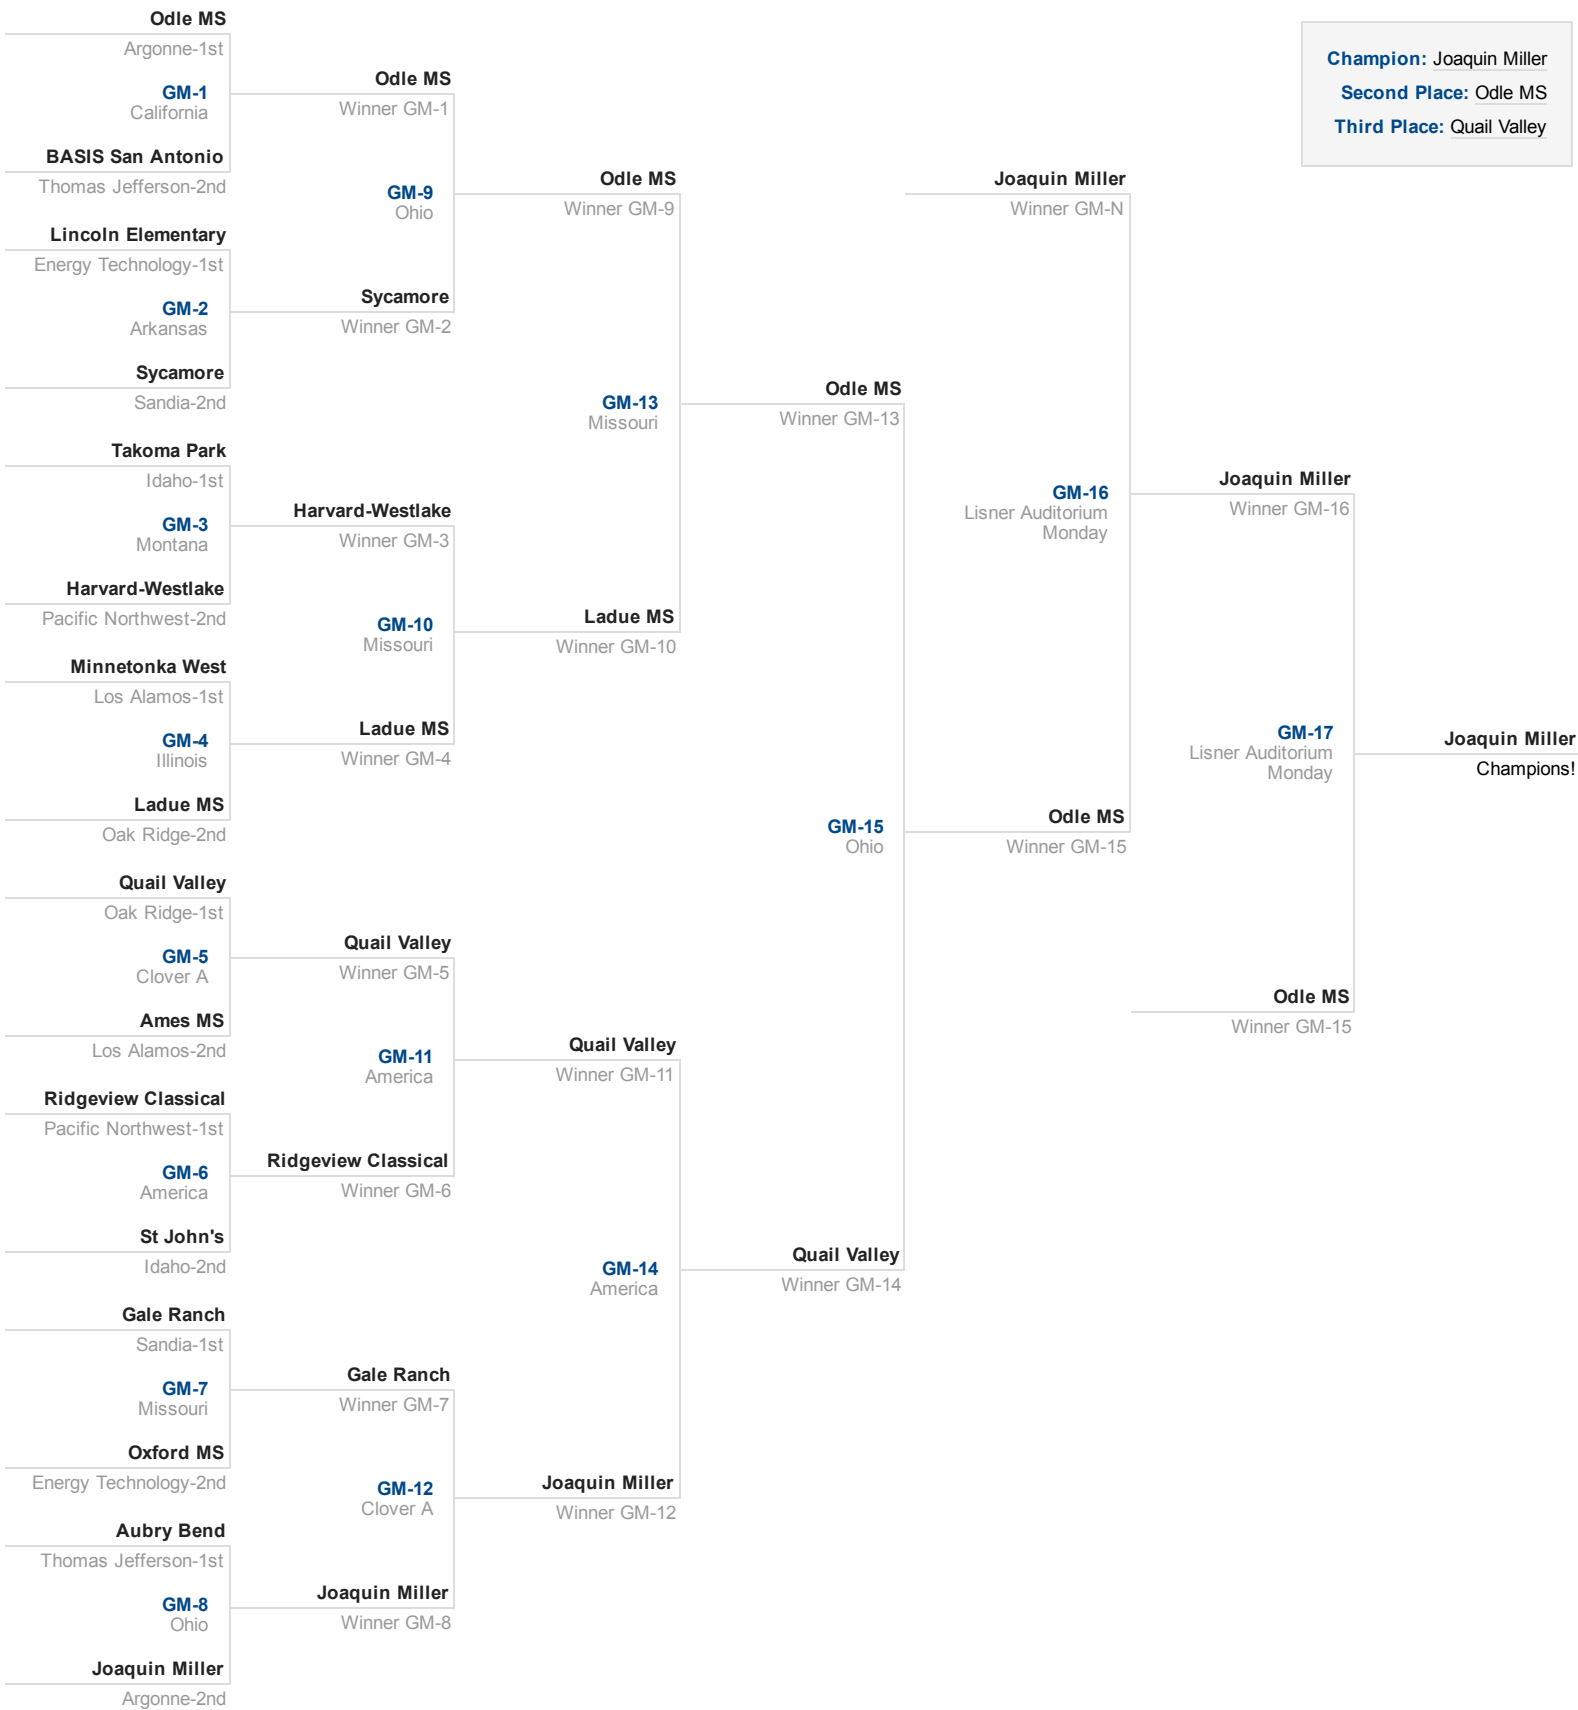 Odle MS
Argonne-1st
GM-1
California
BASIS San Antonio
Thomas Jefferson-2nd
Lincoln Elementary
Energy Technology-1st
GM-2
Arkansas
Sycamore
Sandia-2nd
Takoma Park
Idaho-1st
GM-3
Montana
Harvard-Westlake
Pacific Northwest-2nd
Minnetonka West
Los Alamos-1st
GM-4
Illinois
Ladue MS
Oak Ridge-2nd
Quail Valley
Oak Ridge-1st
GM-5
Clover A
Ames MS
Los Alamos-2nd
Ridgeview Classical
Pacific Northwest-1st
GM-6
America
St John's
Idaho-2nd
Gale Ranch
Sandia-1st
GM-7
Missouri
Oxford MS
Energy Technology-2nd
Aubry Bend
Thomas Jefferson-1st
GM-8
Ohio
Joaquin Miller
Argonne-2nd
Odle MS
Winner GM-1
GM-9
Ohio
Sycamore
Winner GM-2
Harvard-Westlake
Winner GM-3
GM-10
Missouri
Ladue MS
Winner GM-4
Quail Valley
Winner GM-5
GM-11
America
Ridgeview Classical
Winner GM-6
Gale Ranch
Winner GM-7
GM-12
Clover A
Joaquin Miller
Winner GM-8
Odle MS
Winner GM-9
GM-13
Missouri
Ladue MS
Winner GM-10
Quail Valley
Winner GM-11
GM-14
America
Joaquin Miller
Winner GM-12
Odle MS
Winner GM-13
GM-15
Ohio
Quail Valley
Winner GM-14
Joaquin Miller
Winner GM-N
GM-16
Lisner Auditorium
Monday
Odle MS
Winner GM-15
Joaquin Miller
Winner GM-16
GM-17
Lisner Auditorium
Monday
Odle MS
Winner GM-15
Joaquin Miller
Champions!
Champion: Joaquin Miller
Second Place: Odle MS
Third Place: Quail Valley